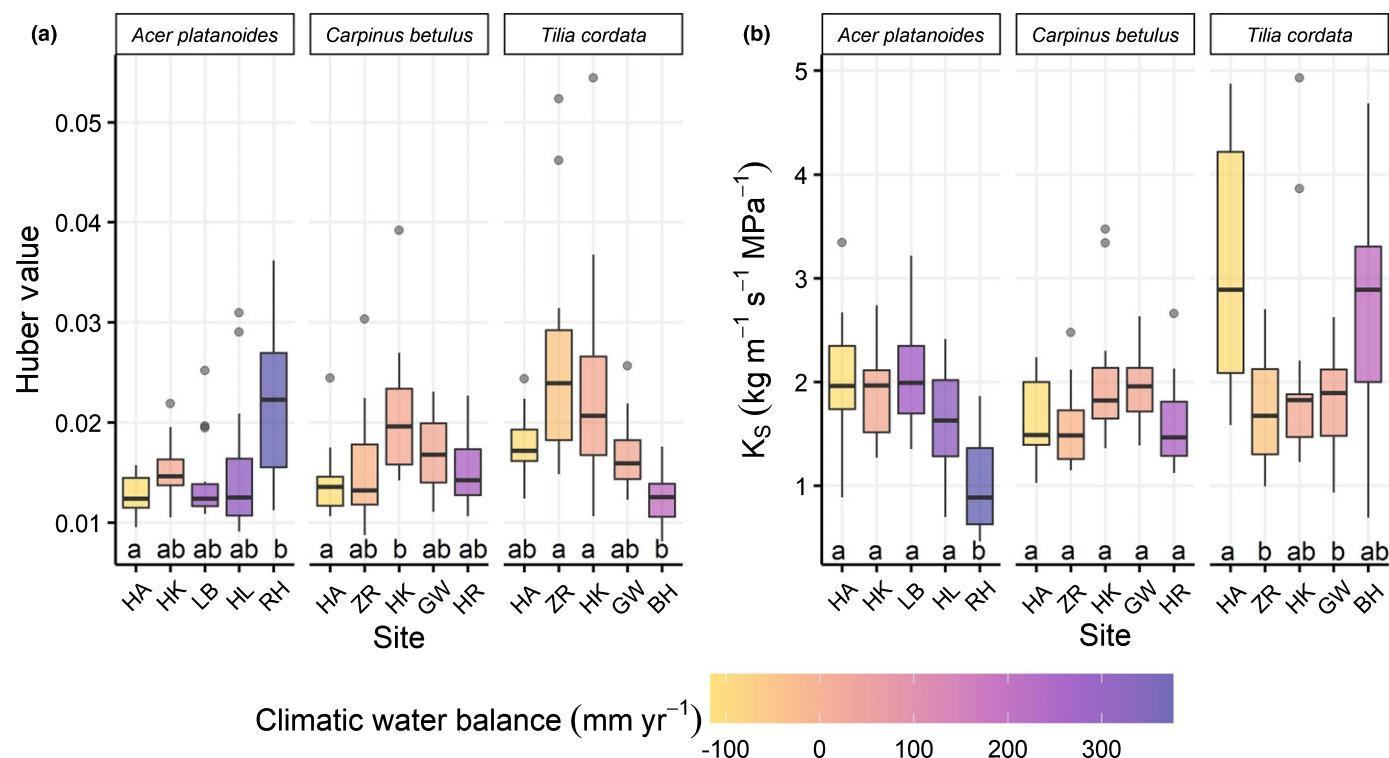 (a)
Acer platanoides Carpinus betulus Tilia cordata
Huber value
0.05
0.04
0.03
0.02
0.01
a ab ab ab b a ab b ab ab ab a a ab b
HA HK LB HL RH HA ZR HK GW HR HA ZR HK GW BH
Site
(b)
Acer platanoides Carpinus betulus Tilia cordata
K_S (kg m⁻¹ s⁻¹ MPa⁻¹)
5
4
3
2
1
a a a a b a a a a a a b ab b ab
HA HK LB HL RH HA ZR HK GW HR HA ZR HK GW BH
Site
Climatic water balance (mm yr⁻¹)
-100 0 100 200 300